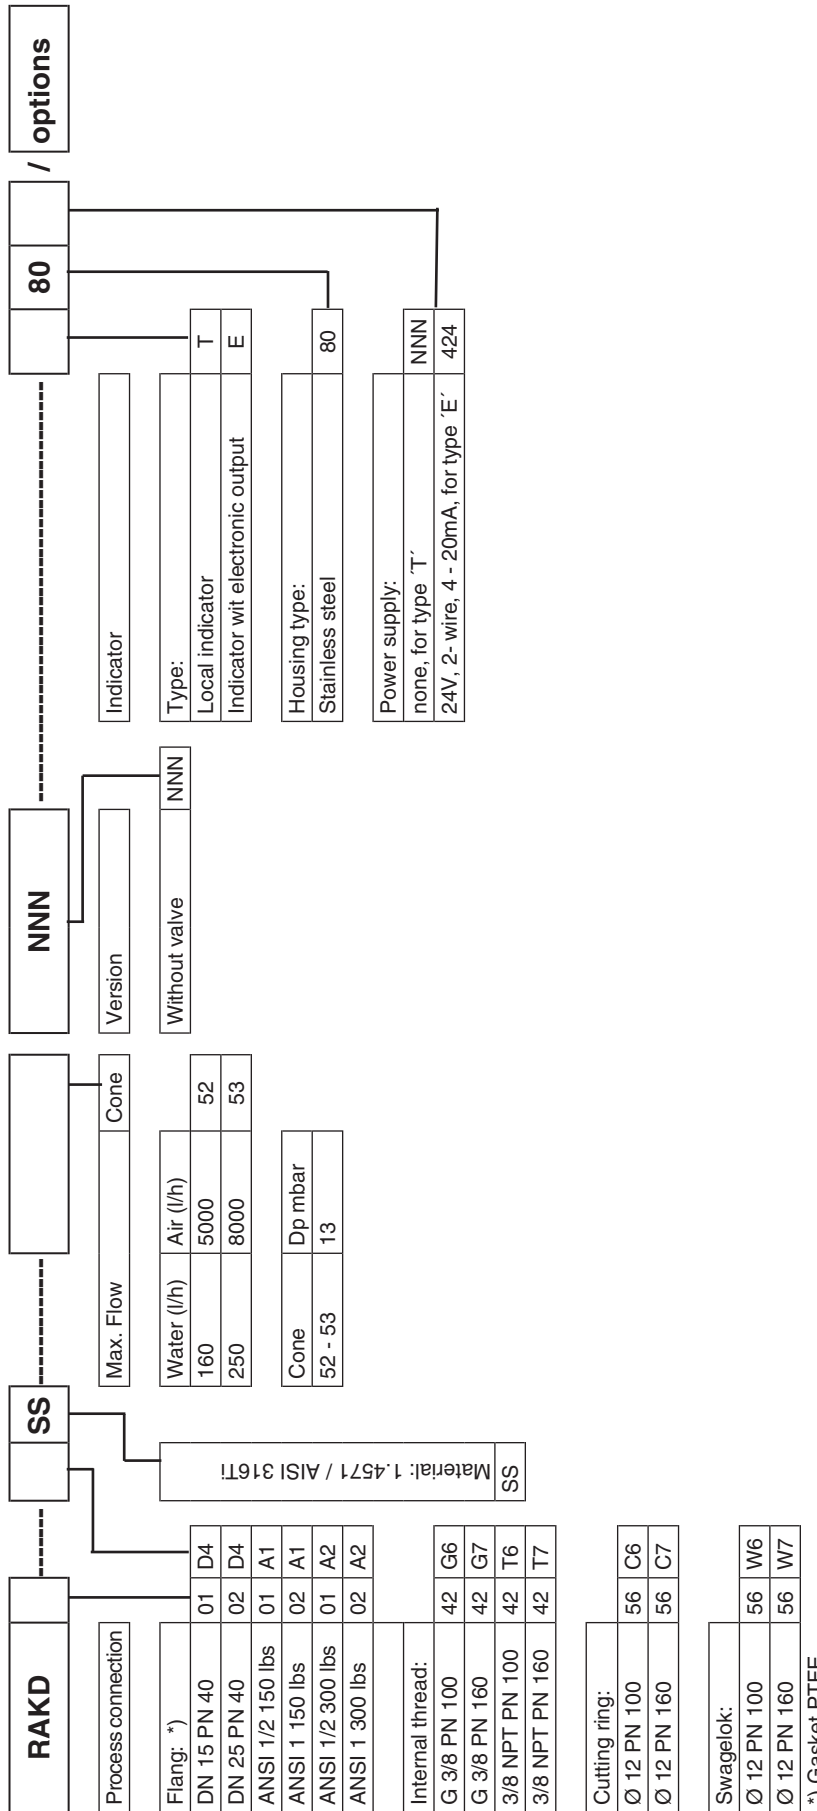 RAKD SS NNN 80 / options
Process connection
Flang: *)
DN 15 PN 40 01 D4
DN 25 PN 40 02 D4
ANSI 1/2 150 lbs 01 A1
ANSI 1 150 lbs 02 A1
ANSI 1/2 300 lbs 01 A2
ANSI 1 300 lbs 02 A2
Internal thread:
G 3/8 PN 100 42 G6
G 3/8 PN 160 42 G7
3/8 NPT PN 100 42 T6
3/8 NPT PN 160 42 T7
Cutting ring:
Ø 12 PN 100 56 C6
Ø 12 PN 160 56 C7
Swagelok:
Ø 12 PN 100 56 W6
Ø 12 PN 160 56 W7
*) Gasket PTFE
Material: 1.4571 / AISI 316Ti
SS
Max. Flow Cone
Water (l/h) Air (l/h)
160 5000 52
250 8000 53
Cone Dp mbar
52 - 53 13
Version
Without valve NNN
Indicator
Type:
Local indicator T
Indicator wit electronic output E
Housing type:
Stainless steel 80
Power supply:
none, for type ´T´ NNN
24V, 2- wire, 4 - 20mA, for type ´E´ 424